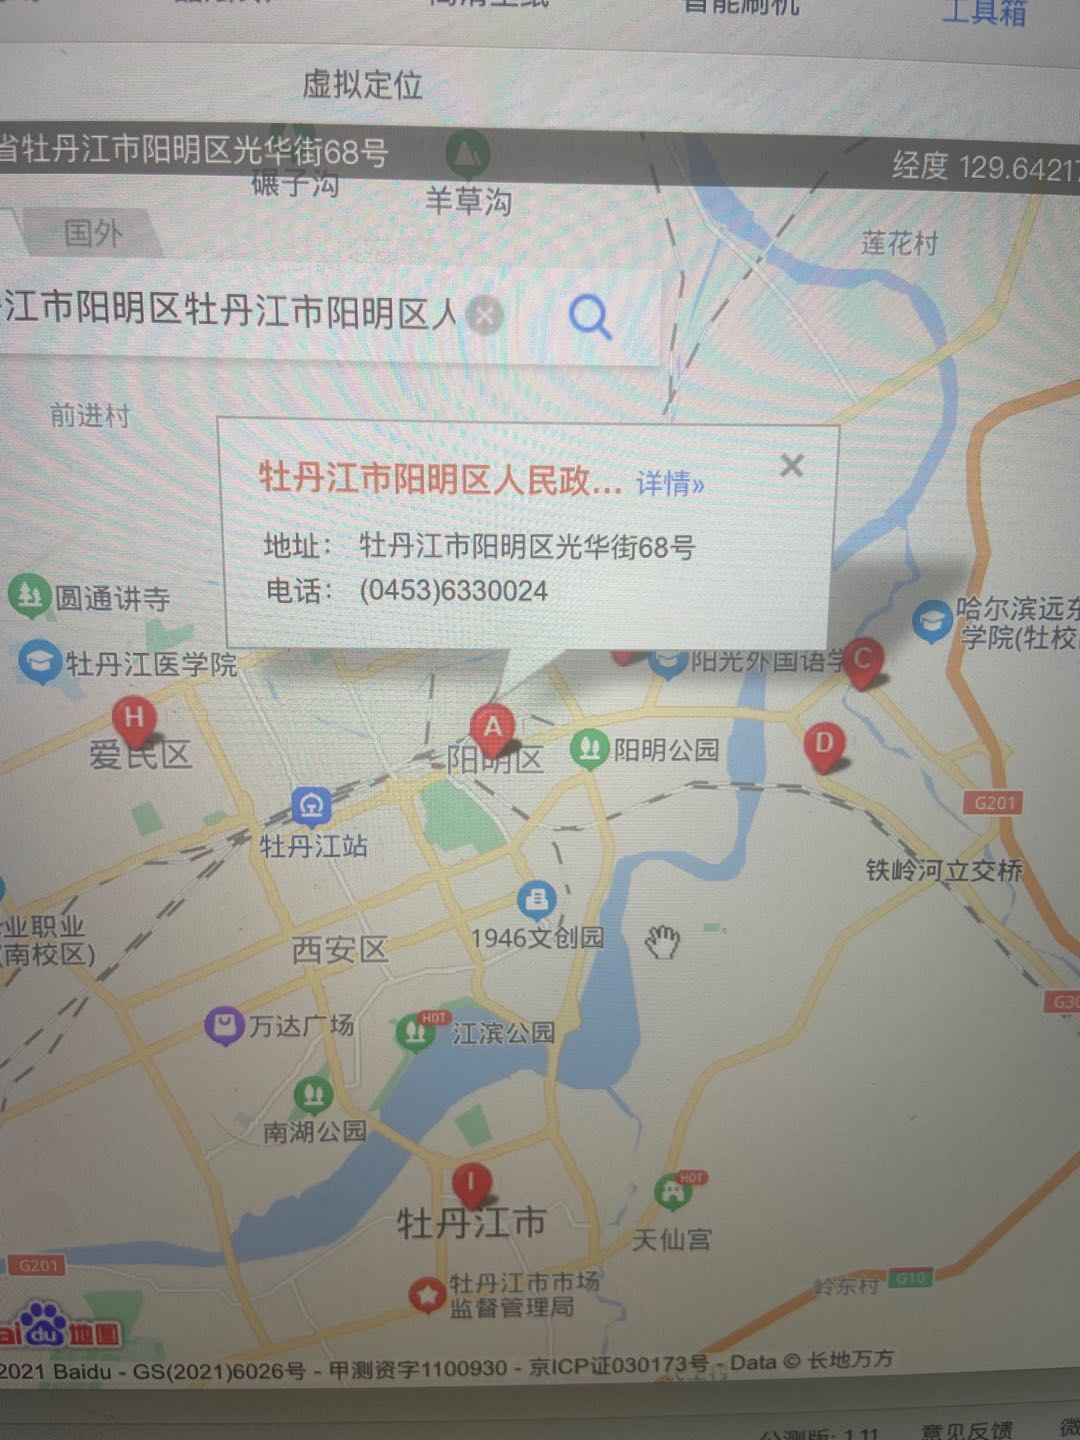 智能刷机
工具箱
虚拟定位
省牡丹江市阳明区光华街68号
经度 129.64217
碾子沟
羊草沟
莲花村
国外
江市阳明区牡丹江市阳明区人
前进村
牡丹江市阳明区人民政... 详情»
地址： 牡丹江市阳明区光华街68号
电话： (0453)6330024
圆通讲寺
哈尔滨远东
学院(牡校
牡丹江医学院
阳光外国语学
C
H
A
D
爱民区
阳明区
阳明公园
G201
牡丹江站
铁岭河立交桥
业职业
(南校区)
1946文创园
西安区
G30
万达广场
HOT
江滨公园
南湖公园
I
HOT
牡丹江市
天仙宫
G201
牡丹江市市场
监督管理局
岭东村
G10
du 地图
2021 Baidu - GS(2021)6026号 - 甲测资字1100930 - 京ICP证030173号 - Data © 长地万方
公测版: 1.11
意见反馈
微